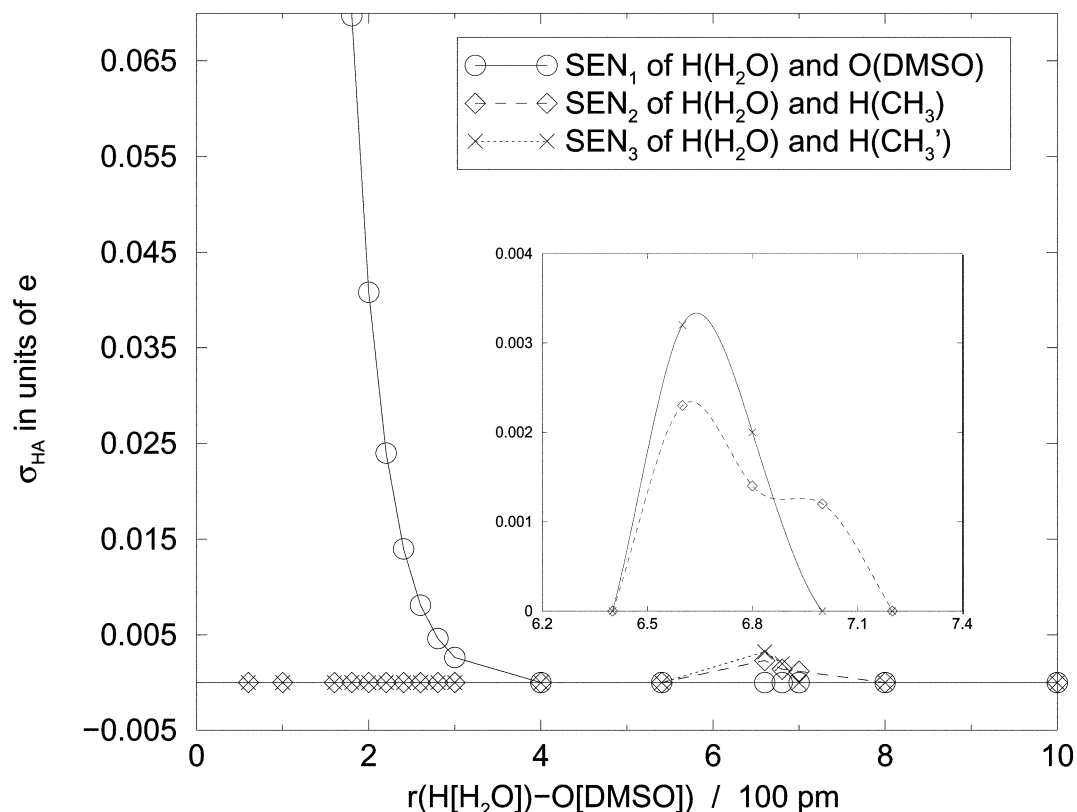 0.065
0.055
0.045
0.035
0.025
0.015
0.005
−0.005
σHA in units of e
SEN1 of H(H2O) and O(DMSO)
SEN2 of H(H2O) and H(CH3)
SEN3 of H(H2O) and H(CH3’)
0.004
0.003
0.002
0.001
0
6.2 6.5 6.8 7.1 7.4
0 2 4 6 8 10
r(H[H2O])−O[DMSO]) / 100 pm